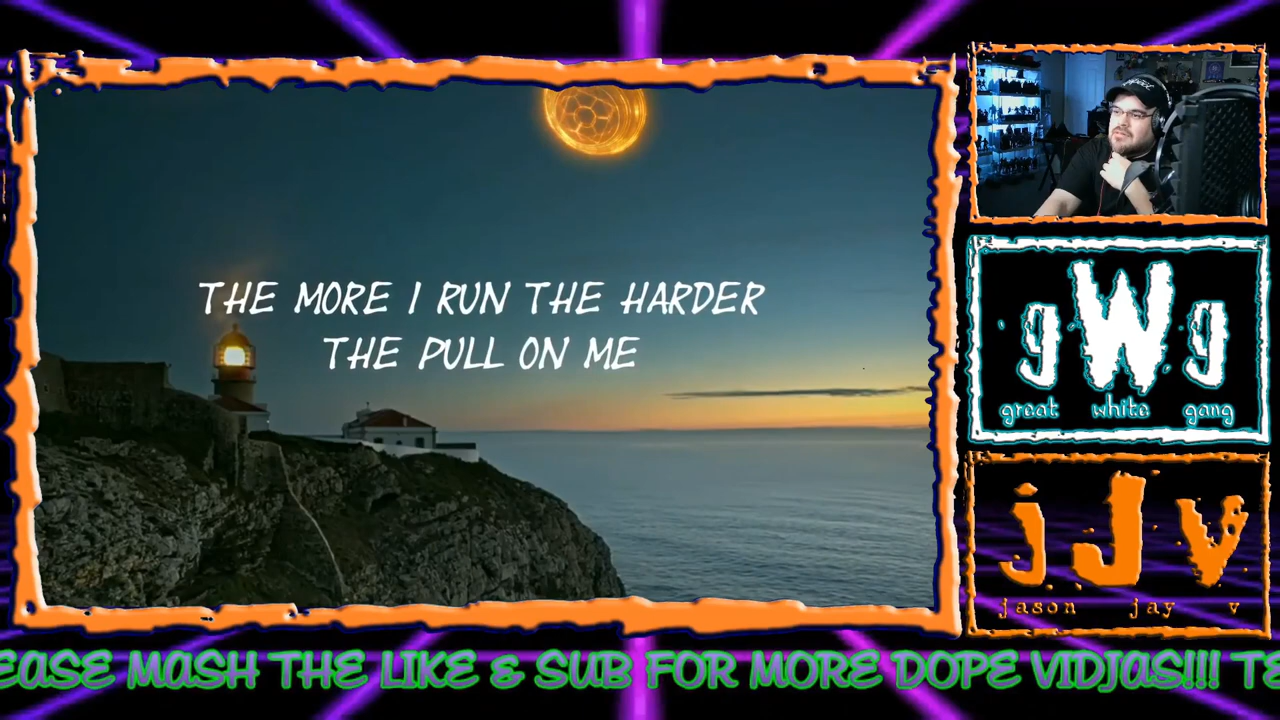 THE MORE I RUN THE HARDER
THE PULL ON ME
gWg
great white gang
jJv
jason jay v
EASE MASH THE LIKE & SUB FOR MORE DOPE VIDJAS!!! TE